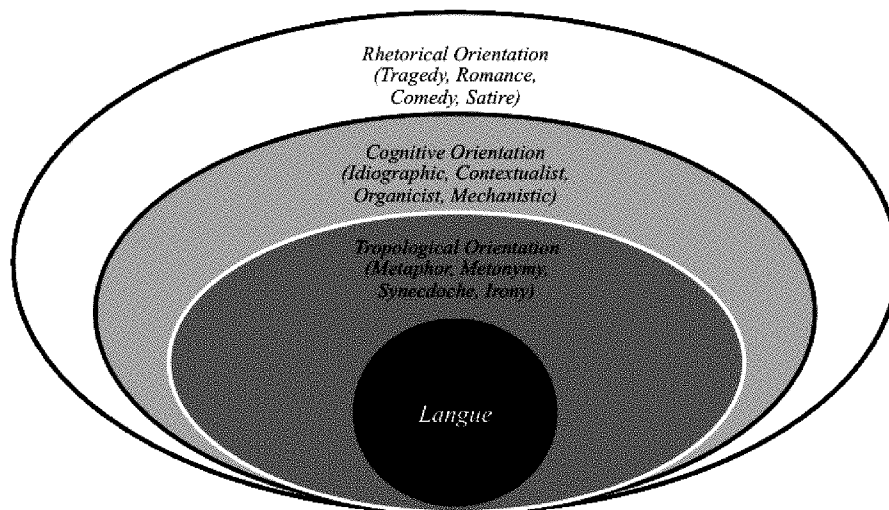 Rhetorical Orientation
(Tragedy, Romance,
Comedy, Satire)
Cognitive Orientation
(Idiographic, Contextualist,
Organicist, Mechanistic)
Tropological Orientation
(Metaphor, Metonymy,
Synecdoche, Irony)
Langue